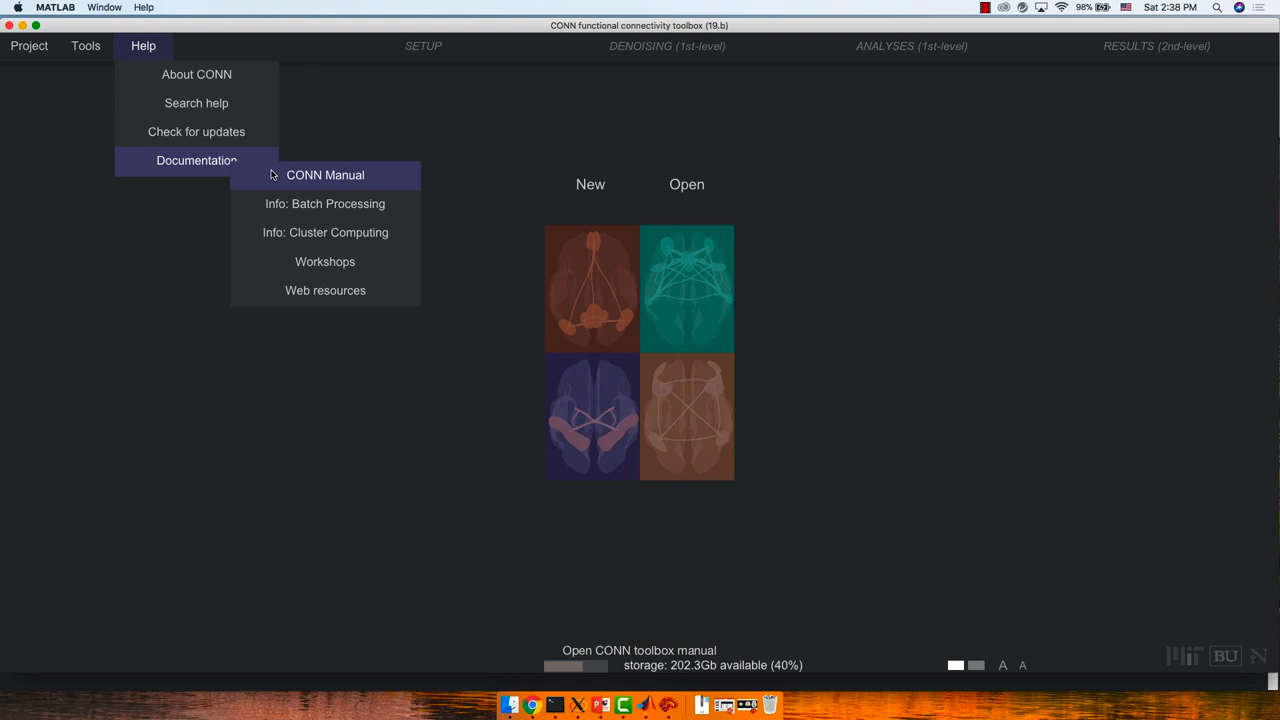 MATLAB Window Help
98% Sat 2:38 PM
CONN functional connectivity toolbox (19.b)
Project Tools Help SETUP DENOISING (1st-level) ANALYSES (1st-level) RESULTS (2nd-level)
About CONN
Search help
Check for updates
Documentation
CONN Manual
Info: Batch Processing
Info: Cluster Computing
Workshops
Web resources
New Open
Open CONN toolbox manual
storage: 202.3Gb available (40%)
A A
MIT BU N